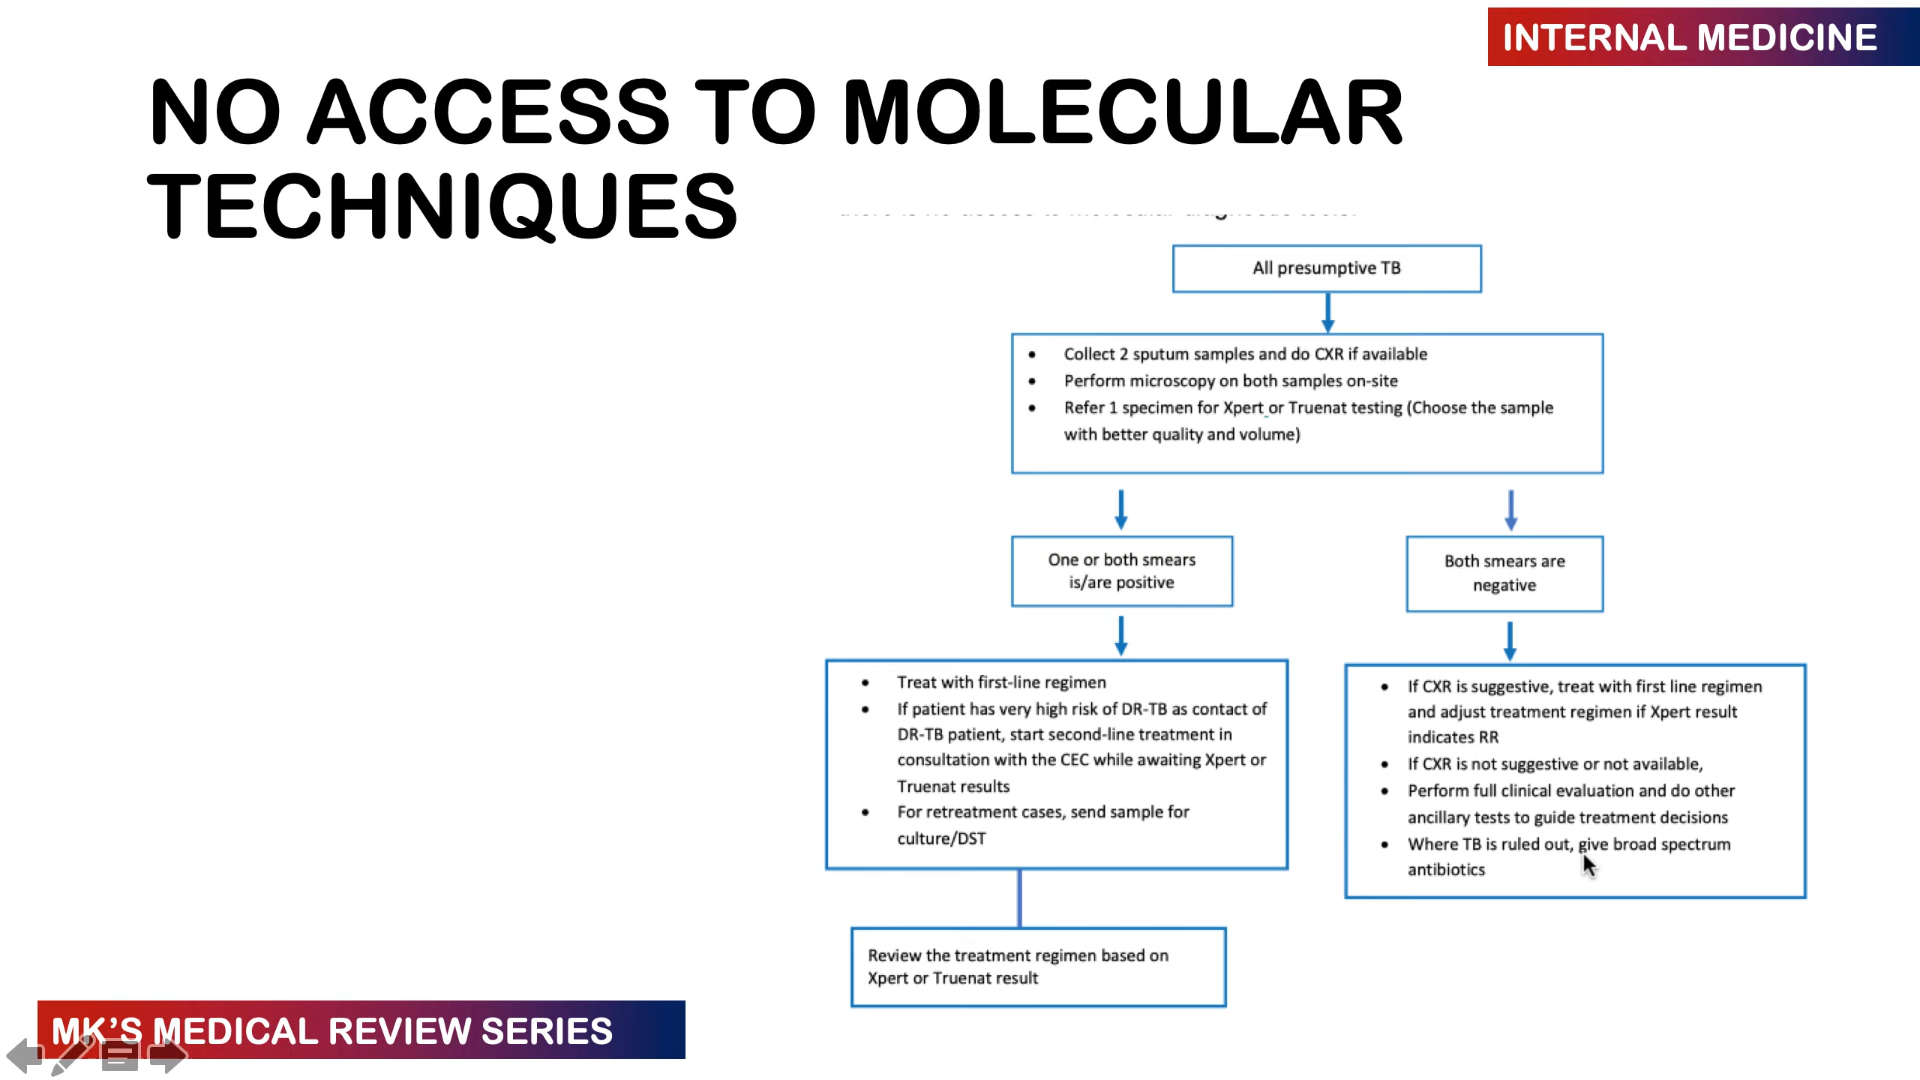 INTERNAL MEDICINE
NO ACCESS TO MOLECULAR
TECHNIQUES
All presumptive TB
• Collect 2 sputum samples and do CXR if available
• Perform microscopy on both samples on-site
• Refer 1 specimen for Xpert or Truenat testing (Choose the sample
with better quality and volume)
One or both smears
is/are positive
Both smears are
negative
• Treat with first-line regimen
• If patient has very high risk of DR-TB as contact of
DR-TB patient, start second-line treatment in
consultation with the CEC while awaiting Xpert or
Truenat results
• For retreatment cases, send sample for
culture/DST
• If CXR is suggestive, treat with first line regimen
and adjust treatment regimen if Xpert result
indicates RR
• If CXR is not suggestive or not available,
• Perform full clinical evaluation and do other
ancillary tests to guide treatment decisions
• Where TB is ruled out, give broad spectrum
antibiotics
Review the treatment regimen based on
Xpert or Truenat result
MK'S MEDICAL REVIEW SERIES